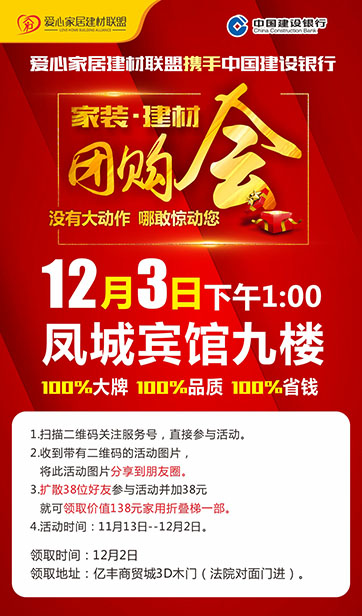 爱心家居建材联盟
LOVE HOME BUILDING ALLIANCE
中国建设银行
China Construction Bank
爱心家居建材联盟携手中国建设银行
家装·建材
团购会
没有大动作 哪敢惊动您
12月3日下午1:00
凤城宾馆九楼
100%大牌 100%品质 100%省钱
1.扫描二维码关注服务号，直接参与活动。
2.收到带有二维码的活动图片，
将此活动图片分享到朋友圈。
3.扩散38位好友参与活动并加38元
就可领取价值138元家用折叠梯一部。
4.活动时间：11月13日--12月2日。
领取时间：12月2日
领取地址：亿丰商贸城3D木门（法院对面门进）。